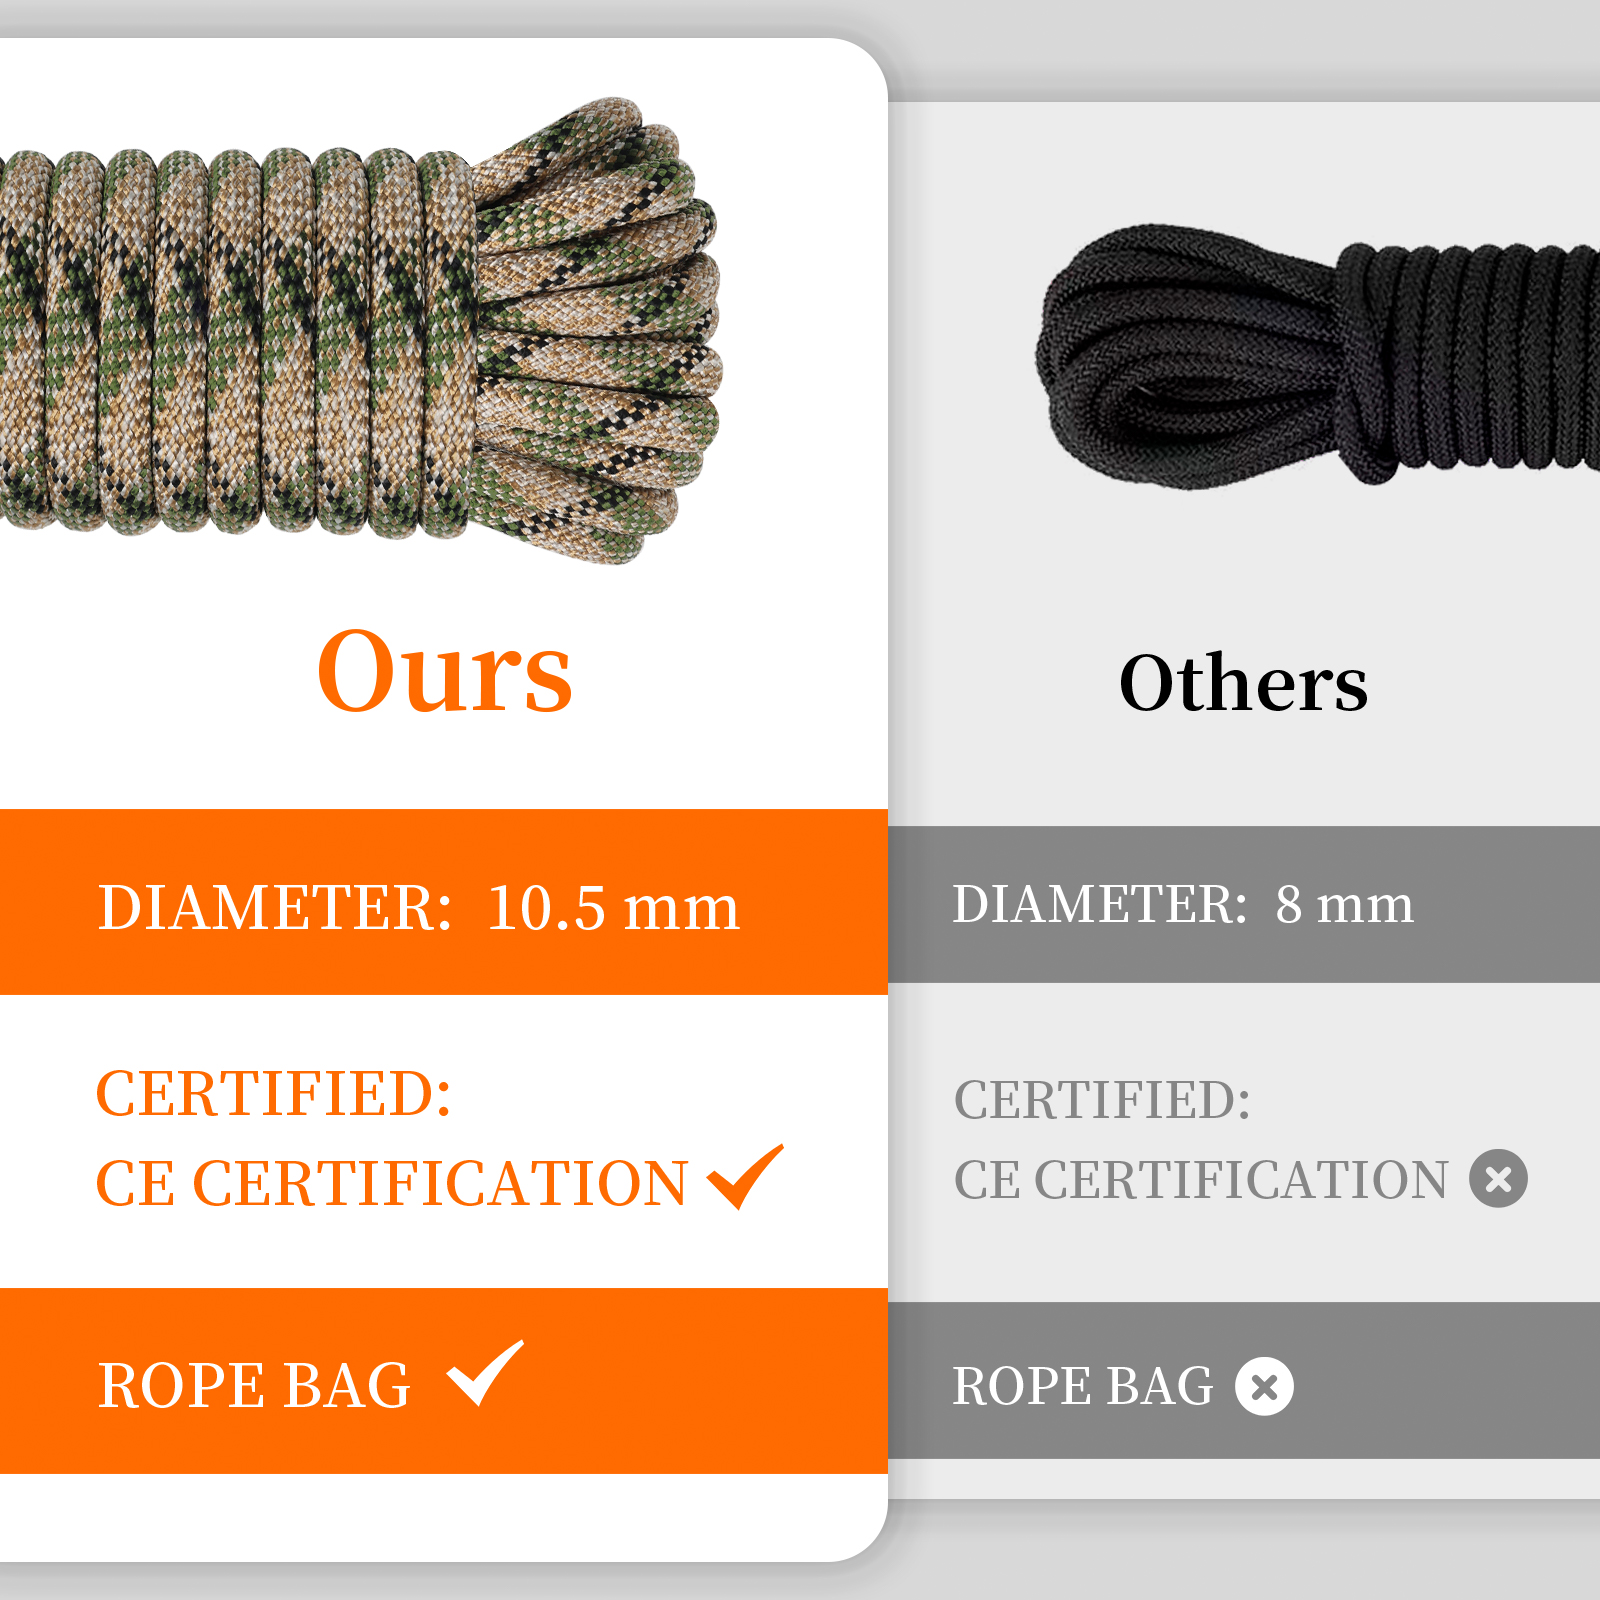 Ours
DIAMETER: 10.5 mm
CERTIFIED:
CE CERTIFICATION
ROPE BAG
Others
DIAMETER: 8 mm
CERTIFIED:
CE CERTIFICATION
ROPE BAG